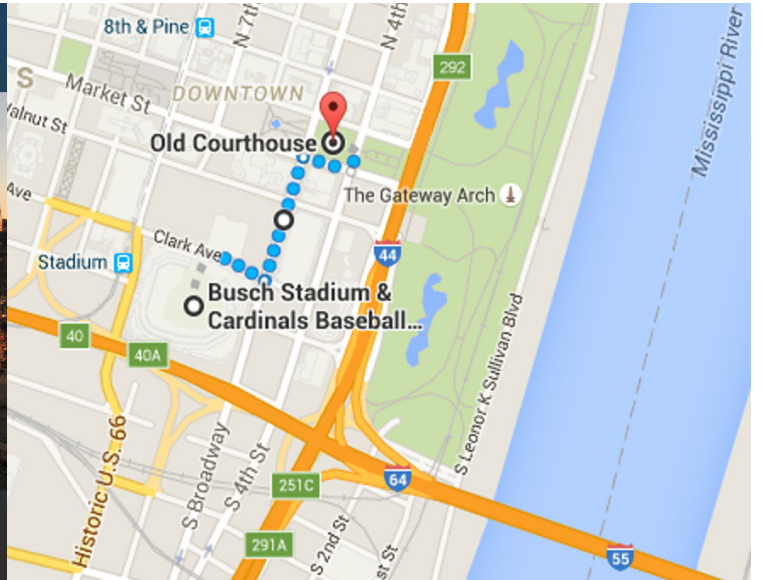 8th & Pine
N 7th
N 4th
292
S
Market St
DOWNTOWN
Walnut St
Old Courthouse
Mississippi River
Ave
The Gateway Arch
Clark Ave
Stadium
44
Busch Stadium &
Cardinals Baseball...
40
40A
S Leonor K Sullivan Blvd
Historic U.S. 66
S Broadway
S 4th St
251C
64
291A
S 2nd St
st St
55